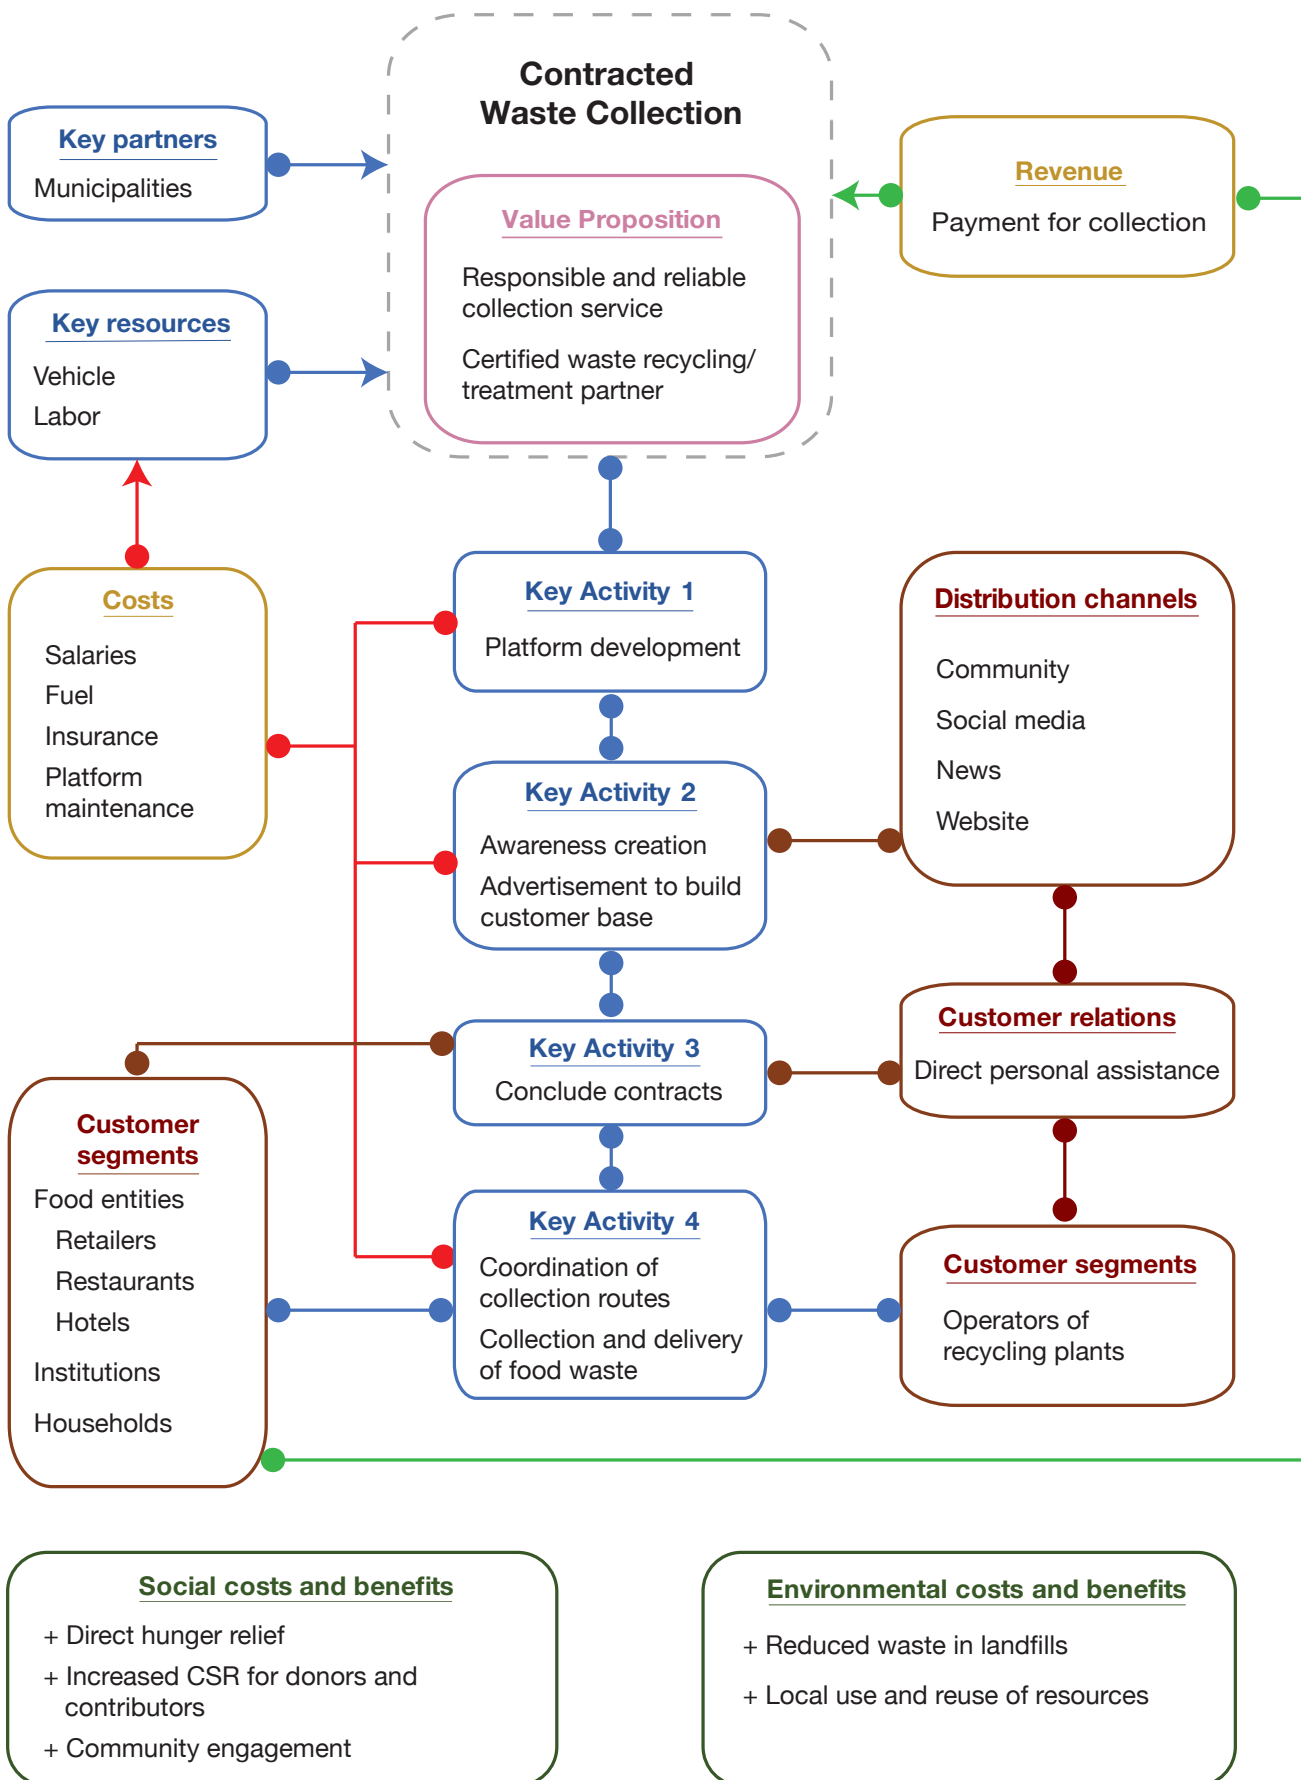 Contracted
Waste Collection
Key partners
Municipalities
Value Proposition
Responsible and reliable
collection service
Certified waste recycling/
treatment partner
Revenue
Payment for collection
Key resources
Vehicle
Labor
Costs
Salaries
Fuel
Insurance
Platform
maintenance
Key Activity 1
Platform development
Key Activity 2
Awareness creation
Advertisement to build
customer base
Key Activity 3
Conclude contracts
Key Activity 4
Coordination of
collection routes
Collection and delivery
of food waste
Distribution channels
Community
Social media
News
Website
Customer relations
Direct personal assistance
Customer segments
Operators of
recycling plants
Customer
segments
Food entities
Retailers
Restaurants
Hotels
Institutions
Households
Social costs and benefits
+ Direct hunger relief
+ Increased CSR for donors and
contributors
+ Community engagement
Environmental costs and benefits
+ Reduced waste in landfills
+ Local use and reuse of resources